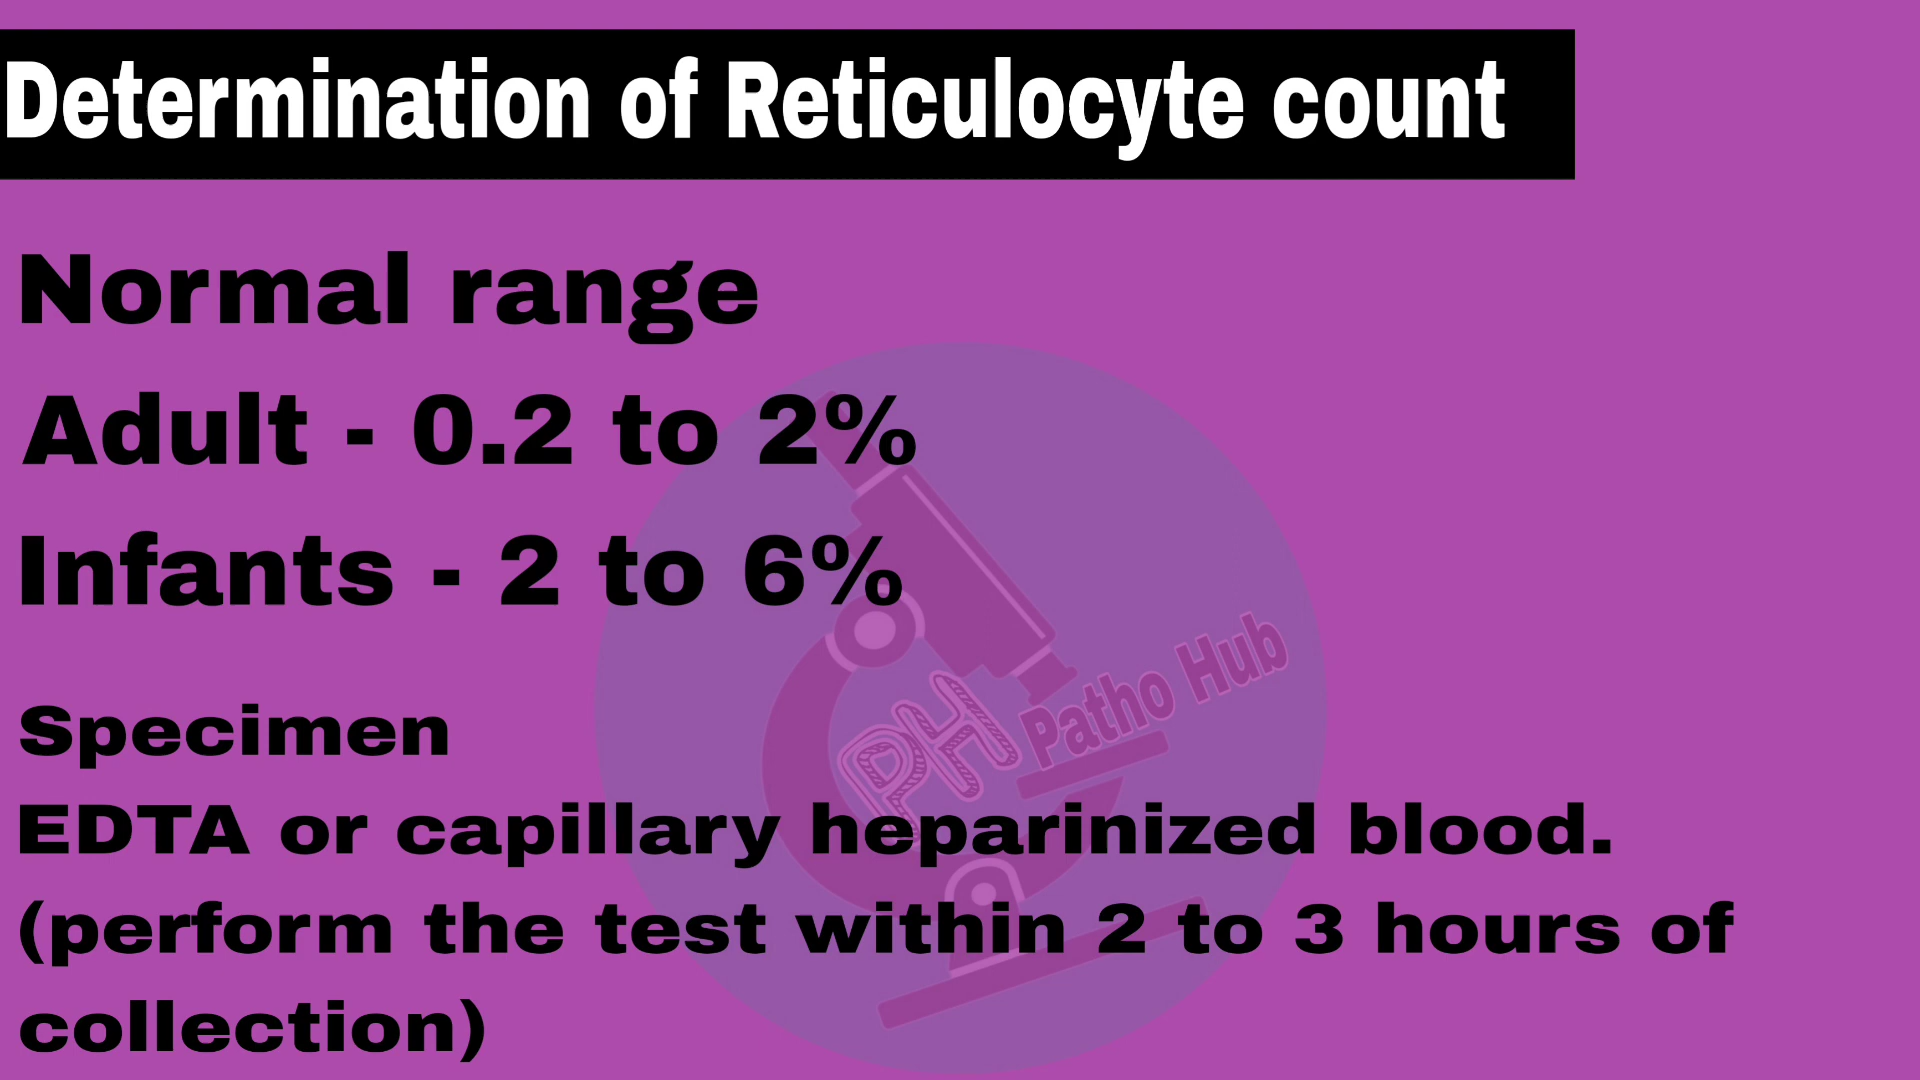 Determination of Reticulocyte count
Normal range
Adult - 0.2 to 2%
Infants - 2 to 6%
Specimen
EDTA or capillary heparinized blood.
(perform the test within 2 to 3 hours of
collection)
PH
Patho Hub